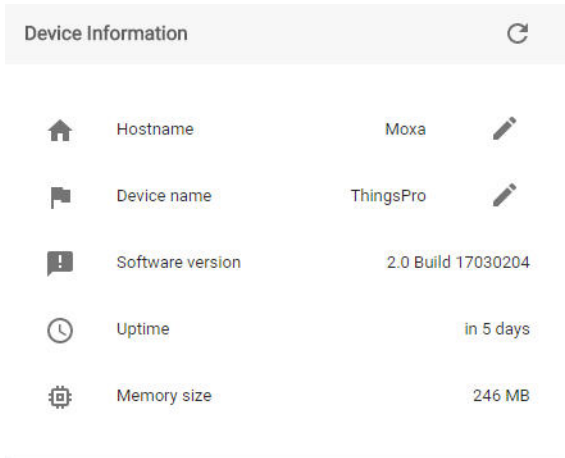 Device Information
Hostname Moxa
Device name ThingsPro
Software version 2.0 Build 17030204
Uptime in 5 days
Memory size 246 MB